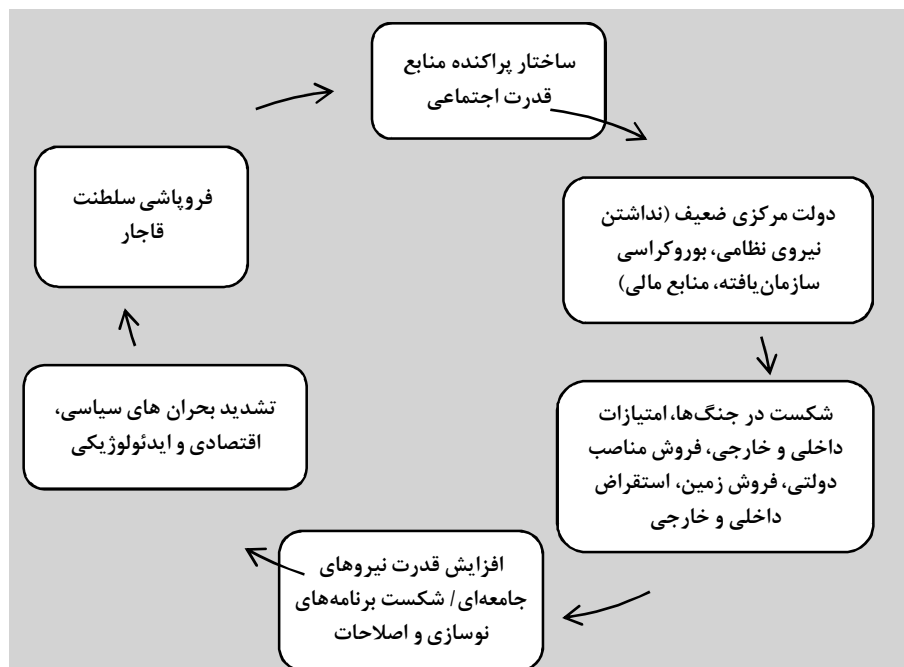 ساختار پراکنده منابع
قدرت اجتماعی
دولت مرکزی ضعیف (نداشتن
نیروی نظامی، بوروکراسی
سازمان‌یافته، منابع مالی)
شکست در جنگ‌ها، امتیازات
داخلی و خارجی، فروش مناصب
دولتی، فروش زمین، استقراض
داخلی و خارجی
افزایش قدرت نیروهای
جامعه‌ای/ شکست برنامه‌های
نوسازی و اصلاحات
تشدید بحران های سیاسی،
اقتصادی و ایدئولوژیکی
فروپاشی سلطنت
قاجار